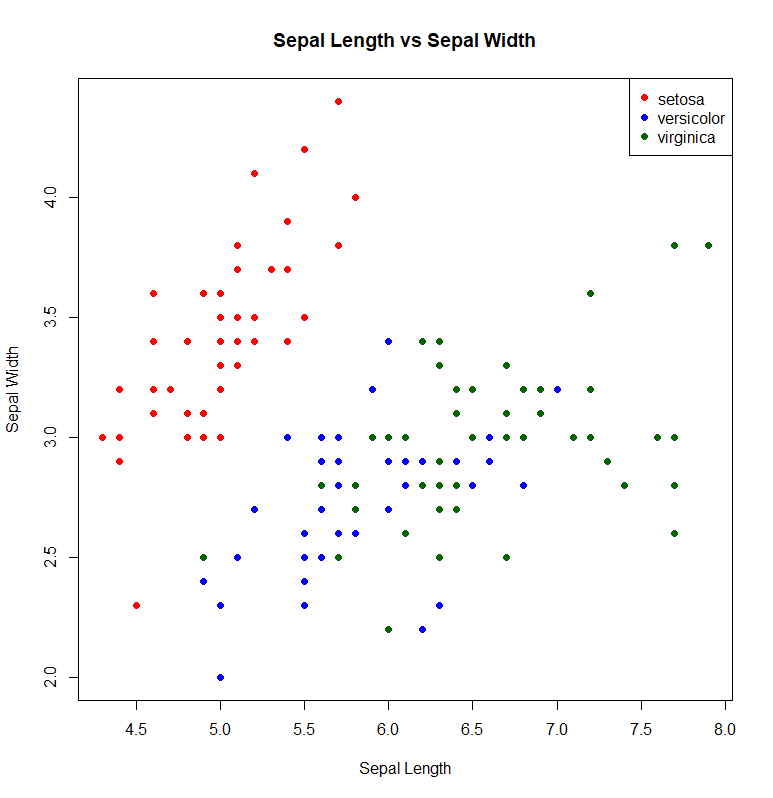 Sepal Length vs Sepal Width
setosa
versicolor
virginica
Sepal Width
4.0
3.5
3.0
2.5
2.0
4.5 5.0 5.5 6.0 6.5 7.0 7.5 8.0
Sepal Length